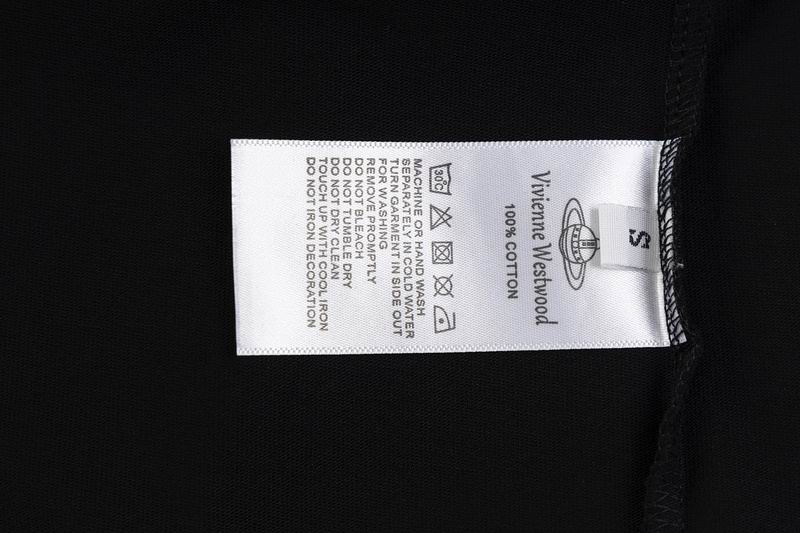 S
Vivienne Westwood
100% COTTON
30°C
MACHINE OR HAND WASH
SEPARATELY IN COLD WATER
TURN GARMENT IN SIDE OUT
FOR WASHING
REMOVE PROMPTLY
DO NOT BLEACH
DO NOT TUMBLE DRY
DO NOT DRY CLEAN
TOUCH UP WITH COOL IRON
DO NOT IRON DECORATION